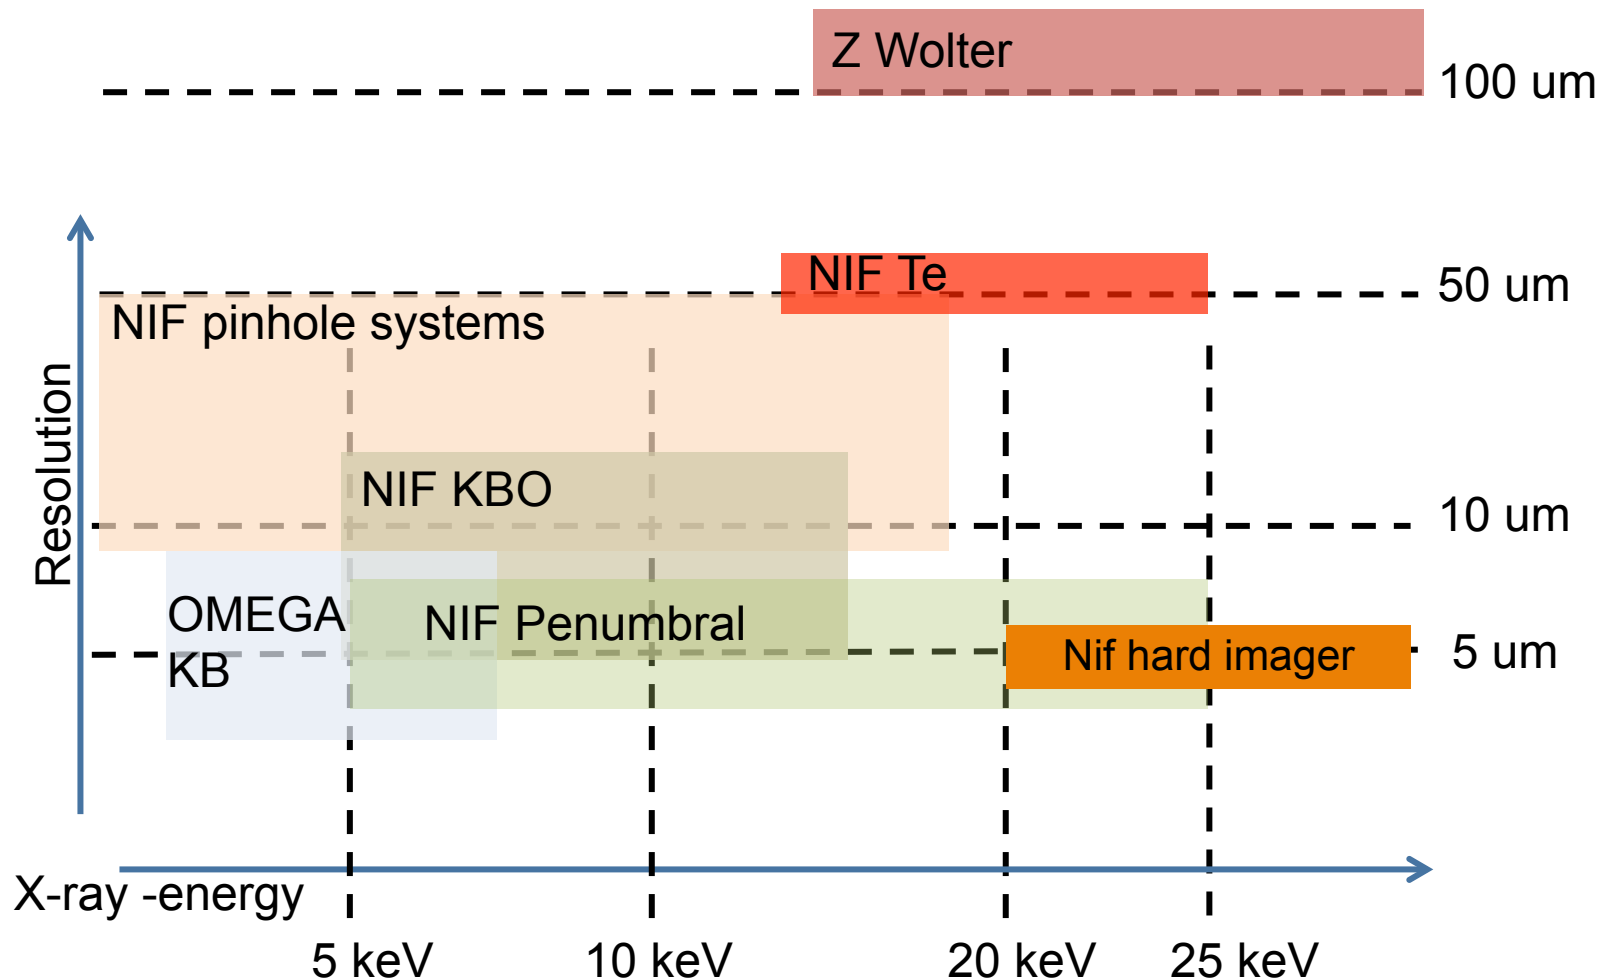 Z Wolter
100 um
NIF Te
50 um
NIF pinhole systems
Resolution
NIF KBO
10 um
OMEGA
KB
NIF Penumbral
Nif hard imager
5 um
X-ray -energy
5 keV
10 keV
20 keV
25 keV